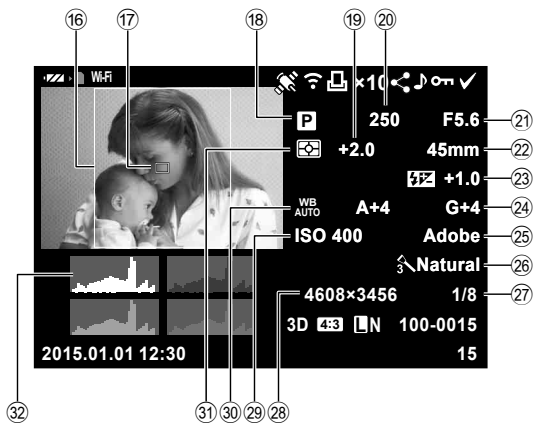 ⑯ ⑰ ⑱ ⑲ ⑳
Wi-Fi ×10
P 250 F5.6 ㉑
+2.0 45mm ㉒
+1.0 ㉓
WB AUTO A+4 G+4 ㉔
ISO 400 Adobe ㉕
3 Natural ㉖
4608×3456 1/8 ㉗
3D 4:3 L N 100-0015
2015.01.01 12:30 15
㉜ ㉛ ㉚ ㉙ ㉘